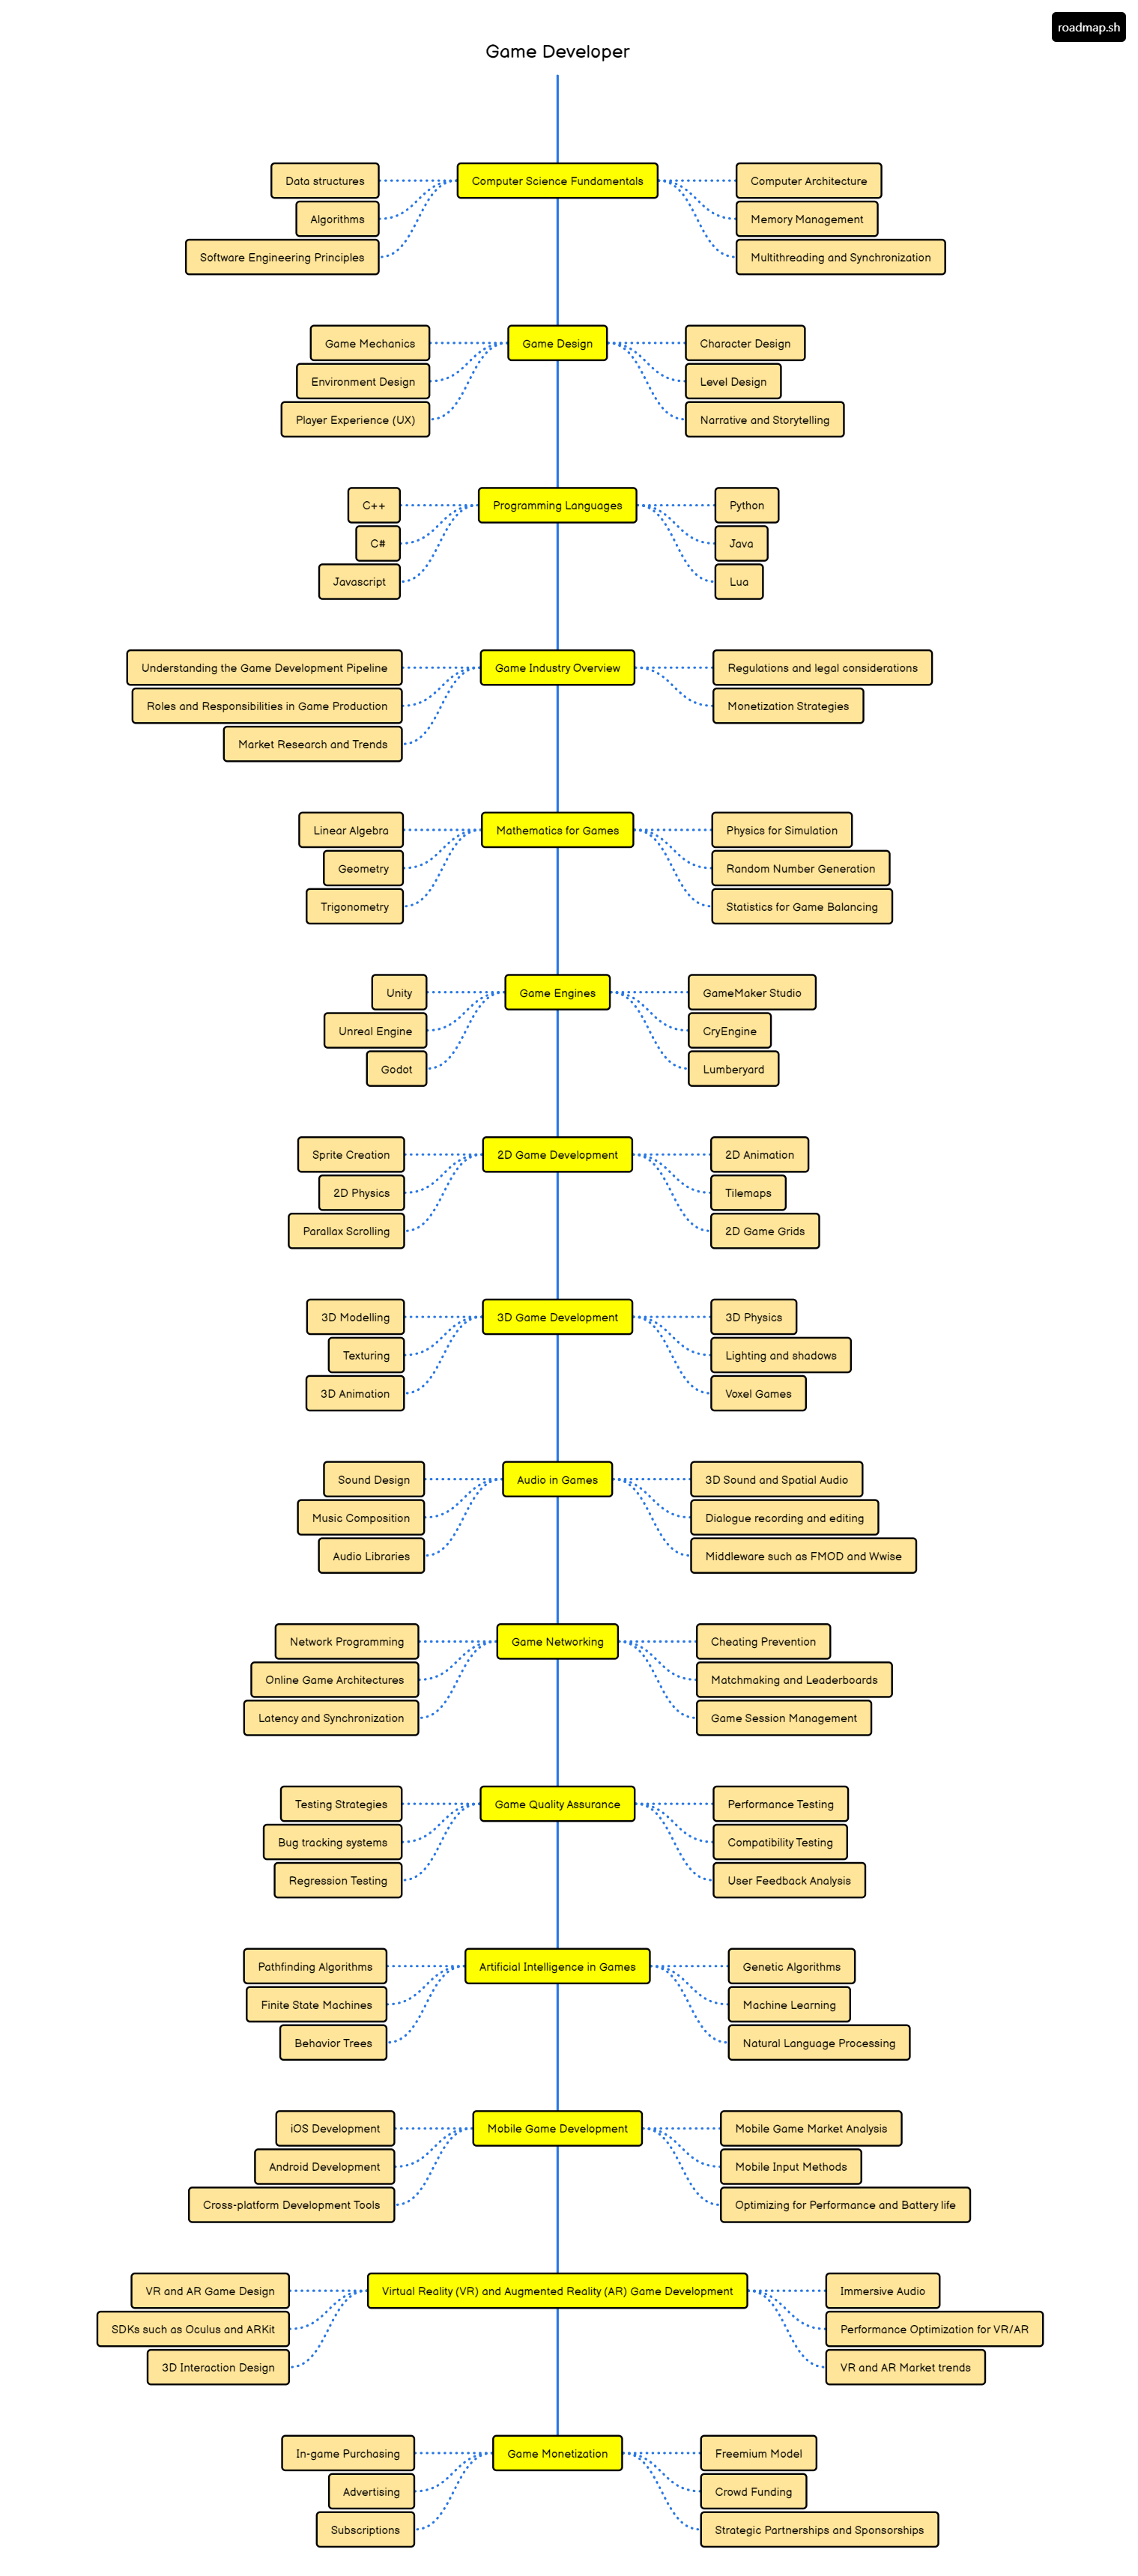 roadmap.sh
Game Developer
Data structures
Algorithms
Software Engineering Principles
Computer Science Fundamentals
Computer Architecture
Memory Management
Multithreading and Synchronization
Game Mechanics
Environment Design
Player Experience (UX)
Game Design
Character Design
Level Design
Narrative and Storytelling
C++
C#
Javascript
Programming Languages
Python
Java
Lua
Understanding the Game Development Pipeline
Roles and Responsibilities in Game Production
Market Research and Trends
Game Industry Overview
Regulations and legal considerations
Monetization Strategies
Linear Algebra
Geometry
Trigonometry
Mathematics for Games
Physics for Simulation
Random Number Generation
Statistics for Game Balancing
Unity
Unreal Engine
Godot
Game Engines
GameMaker Studio
CryEngine
Lumberyard
Sprite Creation
2D Physics
Parallax Scrolling
2D Game Development
2D Animation
Tilemaps
2D Game Grids
3D Modelling
Texturing
3D Animation
3D Game Development
3D Physics
Lighting and shadows
Voxel Games
Sound Design
Music Composition
Audio Libraries
Audio in Games
3D Sound and Spatial Audio
Dialogue recording and editing
Middleware such as FMOD and Wwise
Network Programming
Online Game Architectures
Latency and Synchronization
Game Networking
Cheating Prevention
Matchmaking and Leaderboards
Game Session Management
Testing Strategies
Bug tracking systems
Regression Testing
Game Quality Assurance
Performance Testing
Compatibility Testing
User Feedback Analysis
Pathfinding Algorithms
Finite State Machines
Behavior Trees
Artificial Intelligence in Games
Genetic Algorithms
Machine Learning
Natural Language Processing
iOS Development
Android Development
Cross-platform Development Tools
Mobile Game Development
Mobile Game Market Analysis
Mobile Input Methods
Optimizing for Performance and Battery life
VR and AR Game Design
SDKs such as Oculus and ARKit
3D Interaction Design
Virtual Reality (VR) and Augmented Reality (AR) Game Development
Immersive Audio
Performance Optimization for VR/AR
VR and AR Market trends
In-game Purchasing
Advertising
Subscriptions
Game Monetization
Freemium Model
Crowd Funding
Strategic Partnerships and Sponsorships